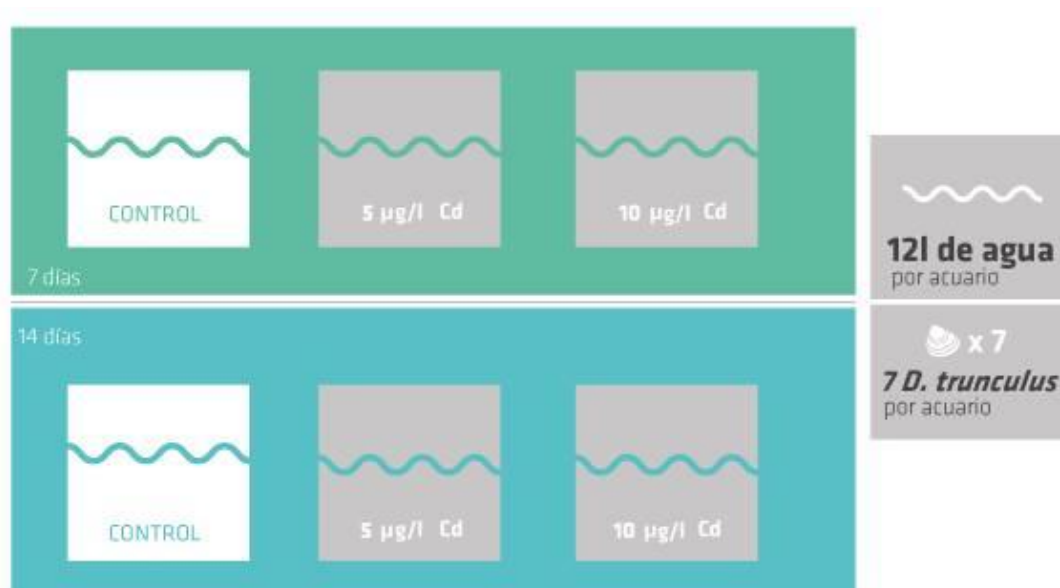 CONTROL
5 µg/l Cd
10 µg/l Cd
7 días
14 días
CONTROL
5 µg/l Cd
10 µg/l Cd
12l de agua
por acuario
x 7
7 D. trunculus
por acuario